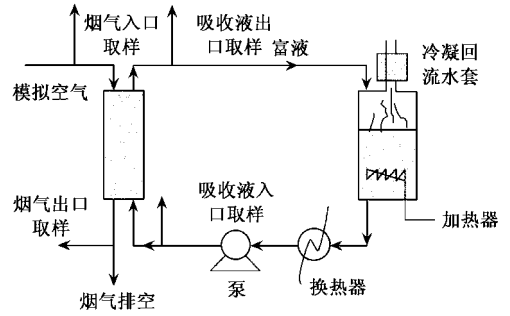 烟气入口
取样
吸收液出
口取样
富液
冷凝回
流水套
模拟空气
吸收液入
口取样
烟气出口
取样
加热器
泵
换热器
烟气排空